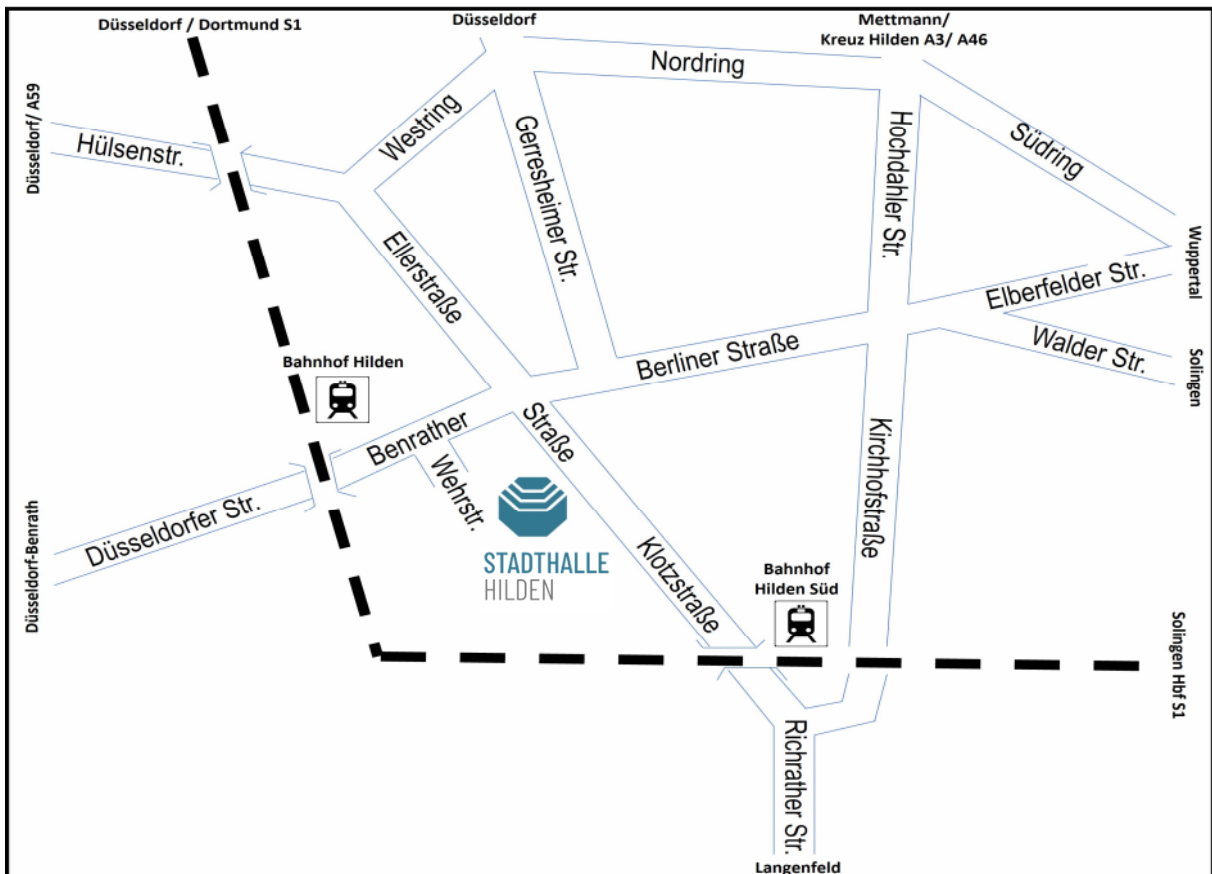 Düsseldorf / Dortmund S1
Düsseldorf
Mettmann/
Kreuz Hilden A3/ A46
Düsseldorf/ A59
Hülsenstr.
Westring
Nordring
Gerresheimer Str.
Hochdahler Str.
Südring
Wuppertal
Ellerstraße
Elberfelder Str.
Walder Str.
Solingen
Bahnhof Hilden
Berliner Straße
Benrather
Straße
Wehrstr.
Kirchhofstraße
Düsseldorfer Str.
Düsseldorf-Benrath
STADTHALLE
HILDEN
Klotzstraße
Bahnhof
Hilden Süd
Solingen Hbf S1
Richrather Str.
Langenfeld